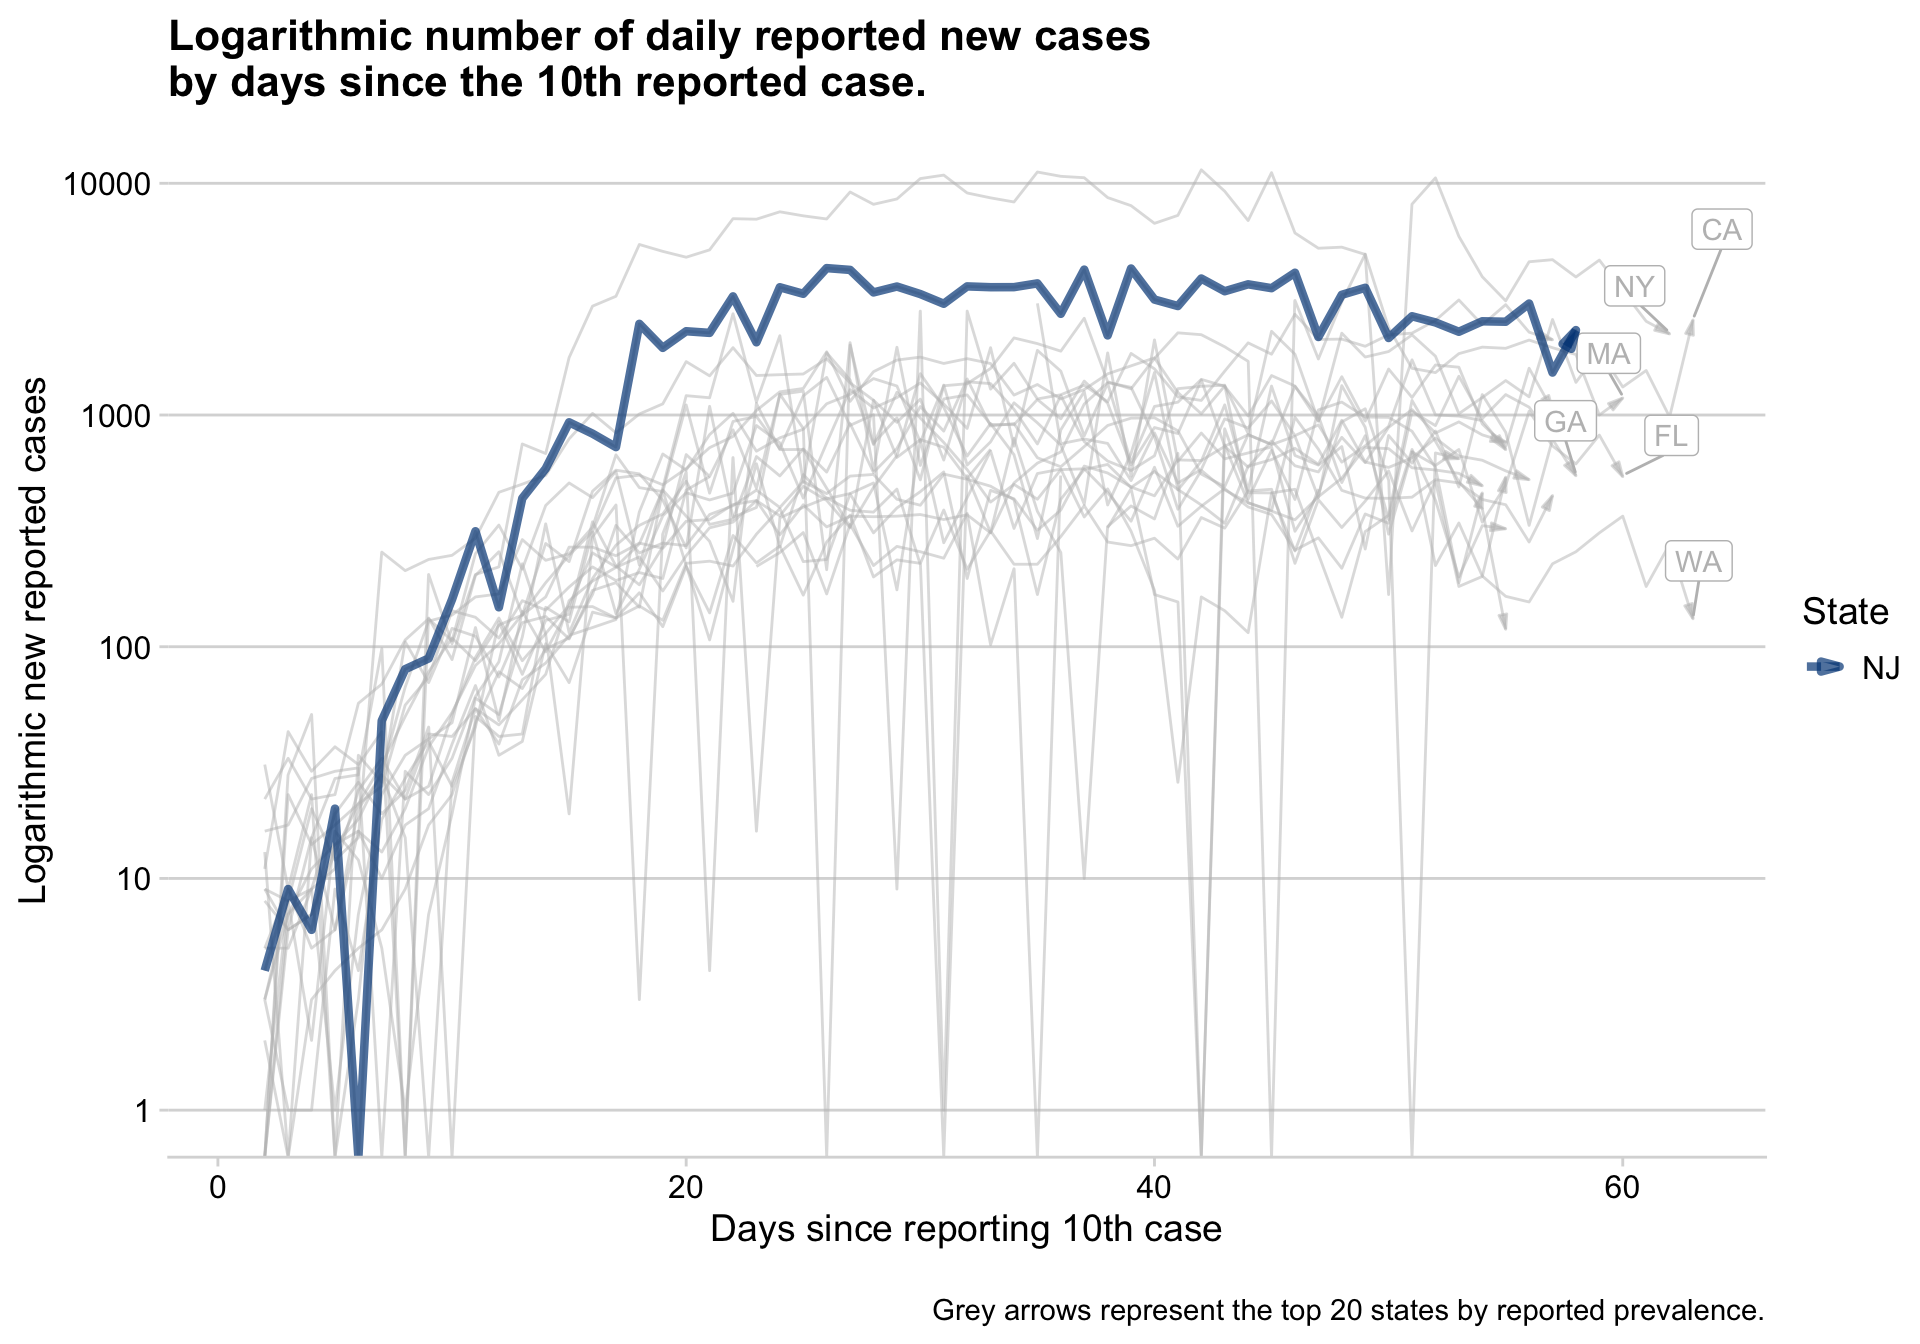 Logarithmic number of daily reported new cases
by days since the 10th reported case.
Logarithmic new reported cases
10000
1000
100
10
1
CA
NY
MA
GA
FL
WA
State
NJ
0
20
40
60
Days since reporting 10th case
Grey arrows represent the top 20 states by reported prevalence.